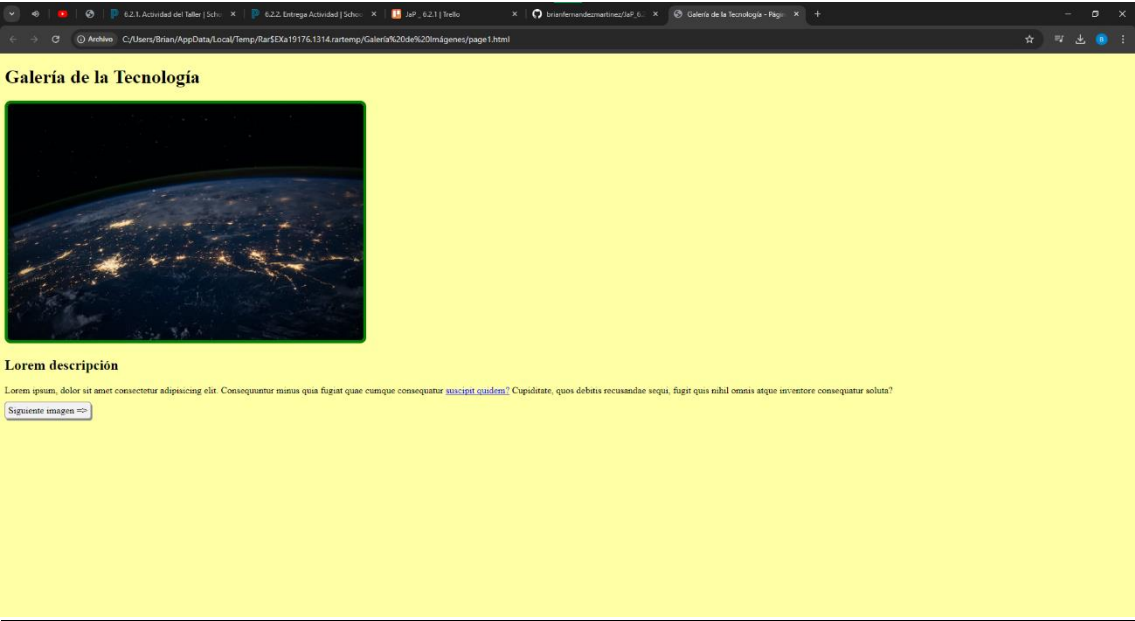 6.2.1. Actividad del Taller | Scho
6.2.2. Entrega Actividad | Schoo
JaP _ 6.2.1 | Trello
brianfernandezmartinez/JaP_6.2
Galería de la Tecnología - Págin
Archivo C:/Users/Brian/AppData/Local/Temp/Rar$EXa19176.1314.rartemp/Galería%20de%20Imágenes/page1.html
Galería de la Tecnología
Lorem descripción
Lorem ipsum, dolor sit amet consectetur adipisicing elit. Consequuntur minus quia fugiat quae cumque consequatur suscipit quidem? Cupiditate, quos debitis recusandae sequi, fugit quis nihil omnis atque inventore consequatur soluta?
Siguiente imagen =>